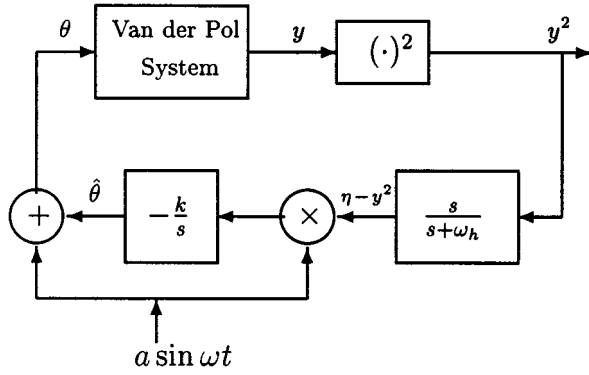 θ
Van der Pol
System
y
(·)²
y²
+
θ̂
−k/s
×
η−y²
s/(s+ω_h)
a sin ωt